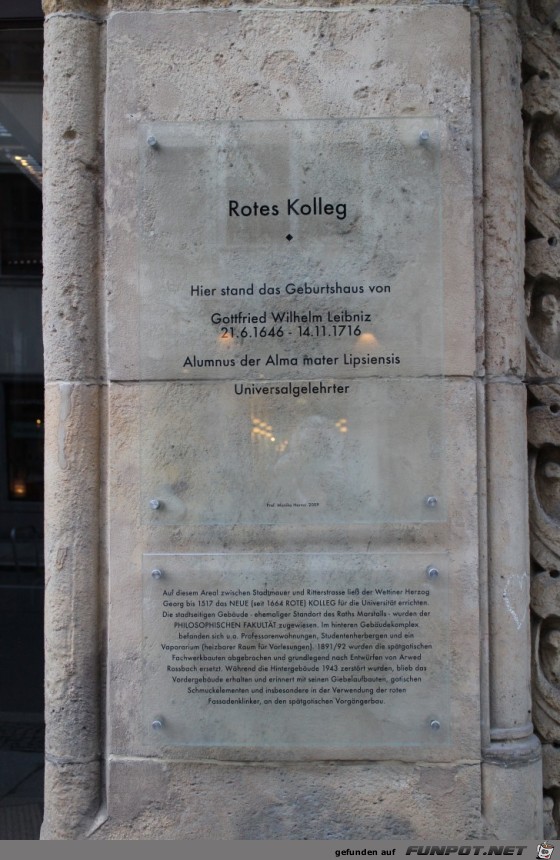 Rotes Kolleg
Hier stand das Geburtshaus von
Gottfried Wilhelm Leibniz
21.6.1646 - 14.11.1716
Alumnus der Alma mater Lipsiensis
Universalgelehrter
Auf diesem Areal zwischen Stadtmauer und Ritterstrasse ließ der Wettiner Herzog
Georg bis 1517 das NEUE (seit 1664 ROTE) KOLLEG für die Universität errichten.
Die stadtseitigen Gebäude - ehemaliger Standort des Raths Marstalls - wurden der
PHILOSOPHISCHEN FAKULTÄT zugewiesen. Im hinteren Gebäudekomplex
befanden sich u.a. Professorenwohnungen, Studentenherbergen und ein
Vaporarium (heizbarer Raum für Vorlesungen). 1891/92 wurden die spätgotischen
Fachwerkbauten abgebrochen und grundlegend nach Entwürfen von Arwed
Rossbach ersetzt. Während die Hintergebäude 1943 zerstört wurden, blieb das
Vordergebäude erhalten und erinnert mit seinen Giebelaufbauten, gotischen
Schmuckelementen und insbesondere in der Verwendung der roten
Fassadenklinker, an den spätgotischen Vorgängerbau.
gefunden auf FUNPOT.NET